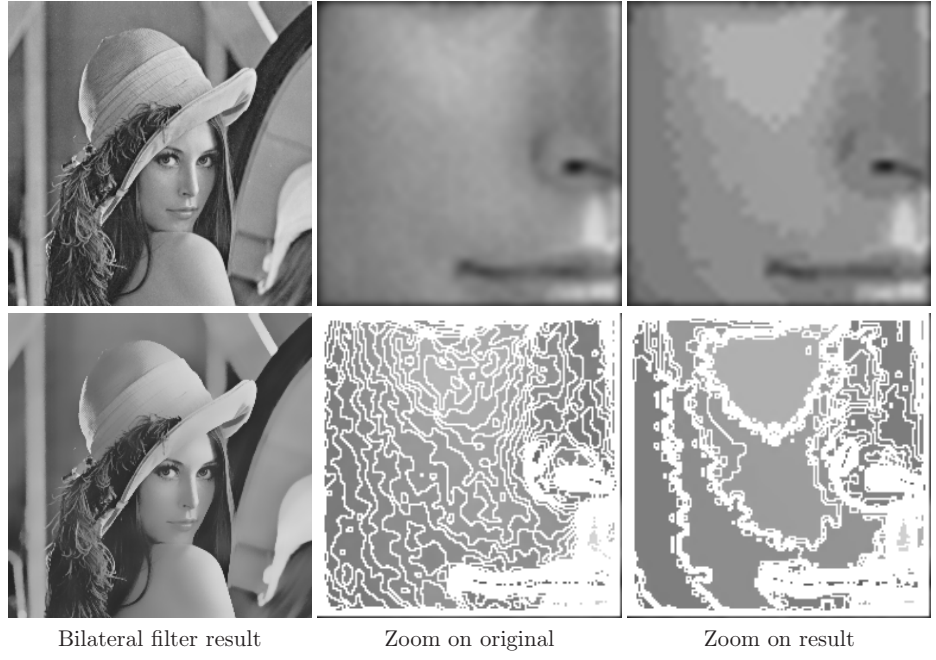 Bilateral filter result
Zoom on original
Zoom on result